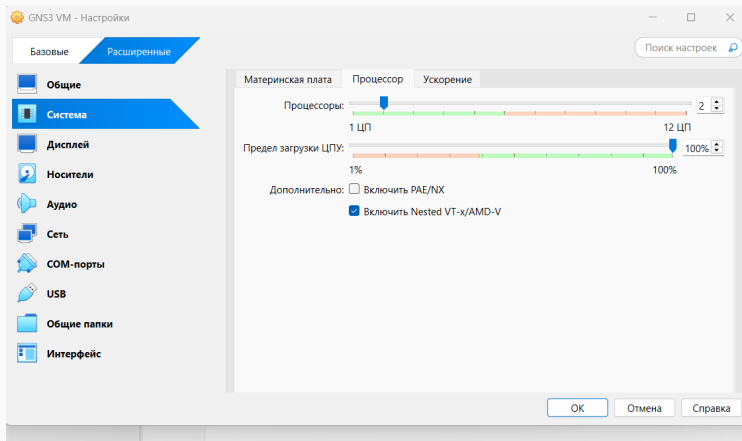 GNS3 VM - Настройки
Базовые
Расширенные
Поиск настроек
Общие
Система
Дисплей
Носители
Аудио
Сеть
COM-порты
USB
Общие папки
Интерфейс
Материнская плата
Процессор
Ускорение
Процессоры:
2
1 ЦП
12 ЦП
Предел загрузки ЦПУ:
100%
1%
100%
Дополнительно:
Включить PAE/NX
Включить Nested VT-x/AMD-V
OK
Отмена
Справка